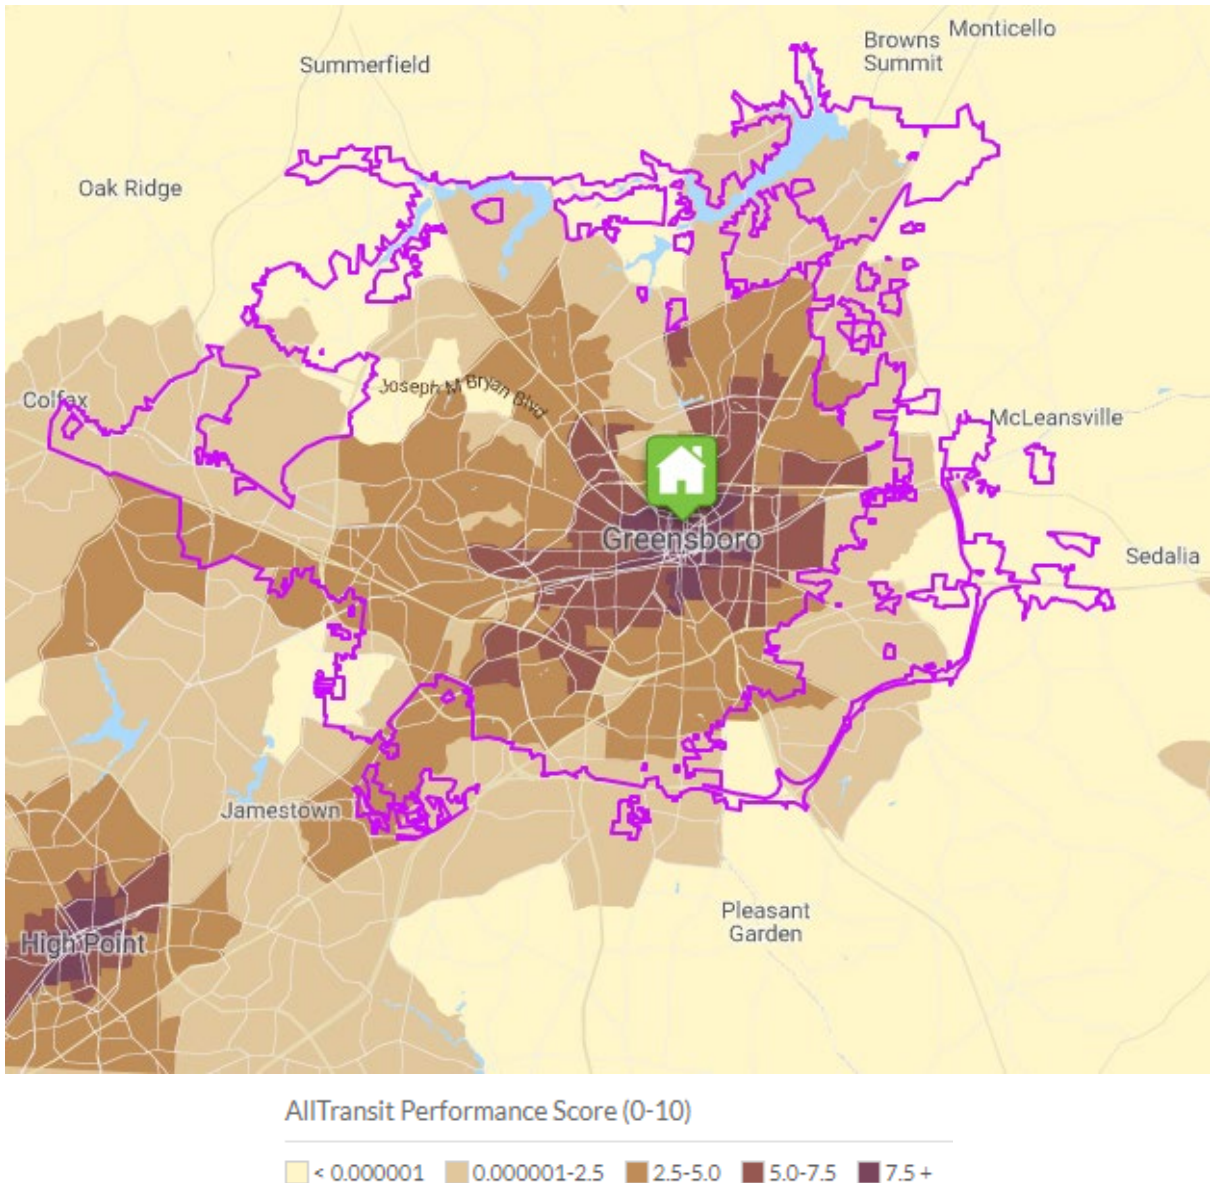 Monticello
Browns
Summit
Summerfield
Oak Ridge
Joseph M Bryan Blvd
Colfax
McLeansville
Greensboro
Sedalia
Jamestown
Pleasant
Garden
High Point
AllTransit Performance Score (0-10)
< 0.000001 0.000001-2.5 2.5-5.0 5.0-7.5 7.5 +